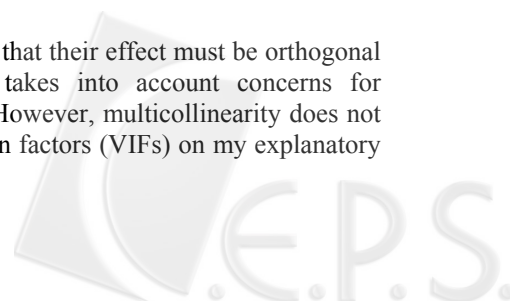 that their effect must be orthogonal
takes into account concerns for
However, multicollinearity does not
n factors (VIFs) on my explanatory
C.E.P.S.